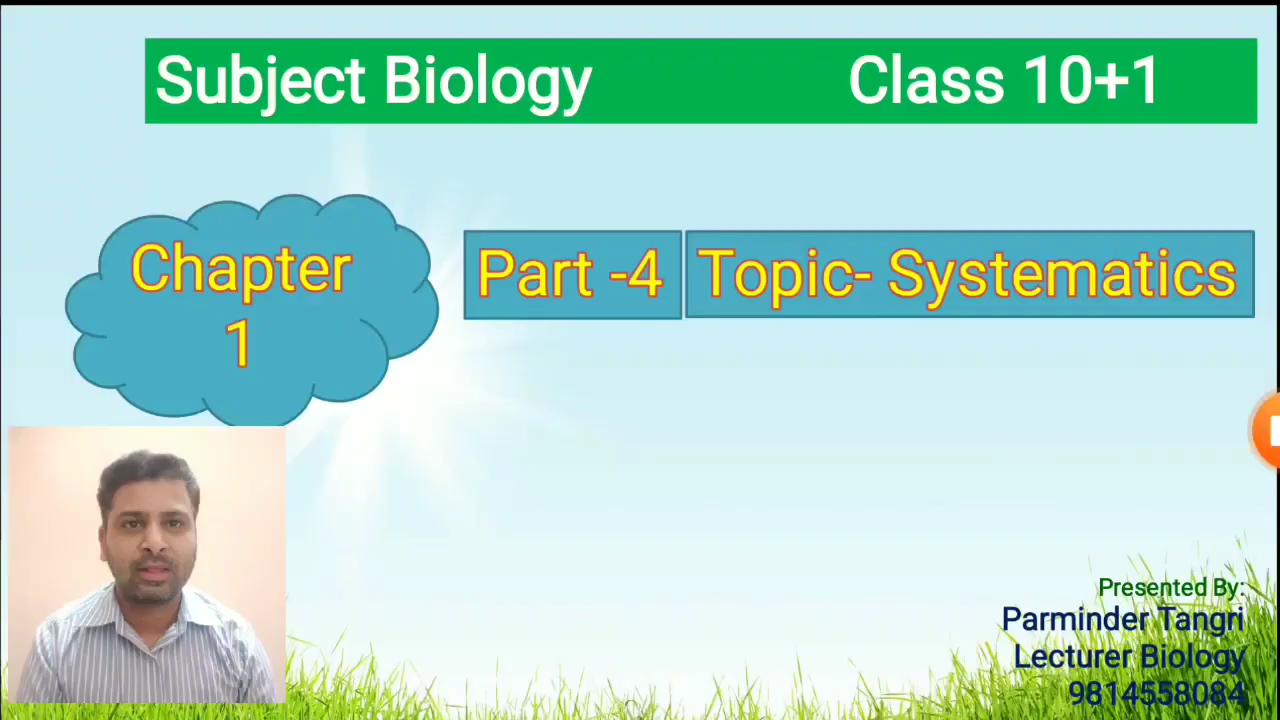 Subject Biology Class 10+1
Chapter
1
Part -4 Topic- Systematics
Presented By:
Parminder Tangri
Lecturer Biology
9814558084